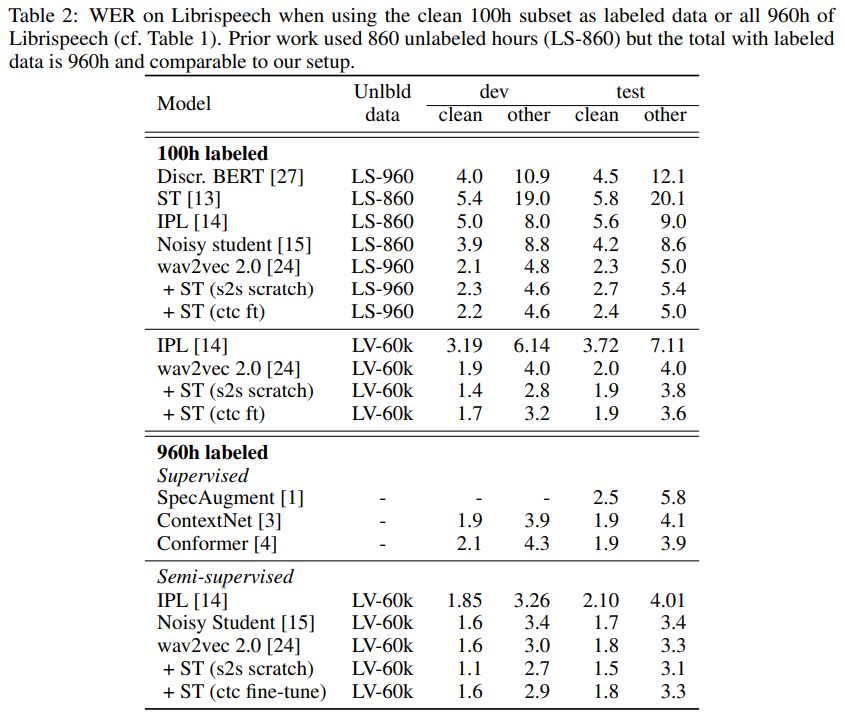 Table 2: WER on Librispeech when using the clean 100h subset as labeled data or all 960h of
Librispeech (cf. Table 1). Prior work used 860 unlabeled hours (LS-860) but the total with labeled
data is 960h and comparable to our setup.
Model Unlbld data dev test
clean other clean other
100h labeled
Discr. BERT [27] LS-960 4.0 10.9 4.5 12.1
ST [13] LS-860 5.4 19.0 5.8 20.1
IPL [14] LS-860 5.0 8.0 5.6 9.0
Noisy student [15] LS-860 3.9 8.8 4.2 8.6
wav2vec 2.0 [24] LS-960 2.1 4.8 2.3 5.0
+ ST (s2s scratch) LS-960 2.3 4.6 2.7 5.4
+ ST (ctc ft) LS-960 2.2 4.6 2.4 5.0
IPL [14] LV-60k 3.19 6.14 3.72 7.11
wav2vec 2.0 [24] LV-60k 1.9 4.0 2.0 4.0
+ ST (s2s scratch) LV-60k 1.4 2.8 1.9 3.8
+ ST (ctc ft) LV-60k 1.7 3.2 1.9 3.6
960h labeled
Supervised
SpecAugment [1] - - - 2.5 5.8
ContextNet [3] - 1.9 3.9 1.9 4.1
Conformer [4] - 2.1 4.3 1.9 3.9
Semi-supervised
IPL [14] LV-60k 1.85 3.26 2.10 4.01
Noisy Student [15] LV-60k 1.6 3.4 1.7 3.4
wav2vec 2.0 [24] LV-60k 1.6 3.0 1.8 3.3
+ ST (s2s scratch) LV-60k 1.1 2.7 1.5 3.1
+ ST (ctc fine-tune) LV-60k 1.6 2.9 1.8 3.3